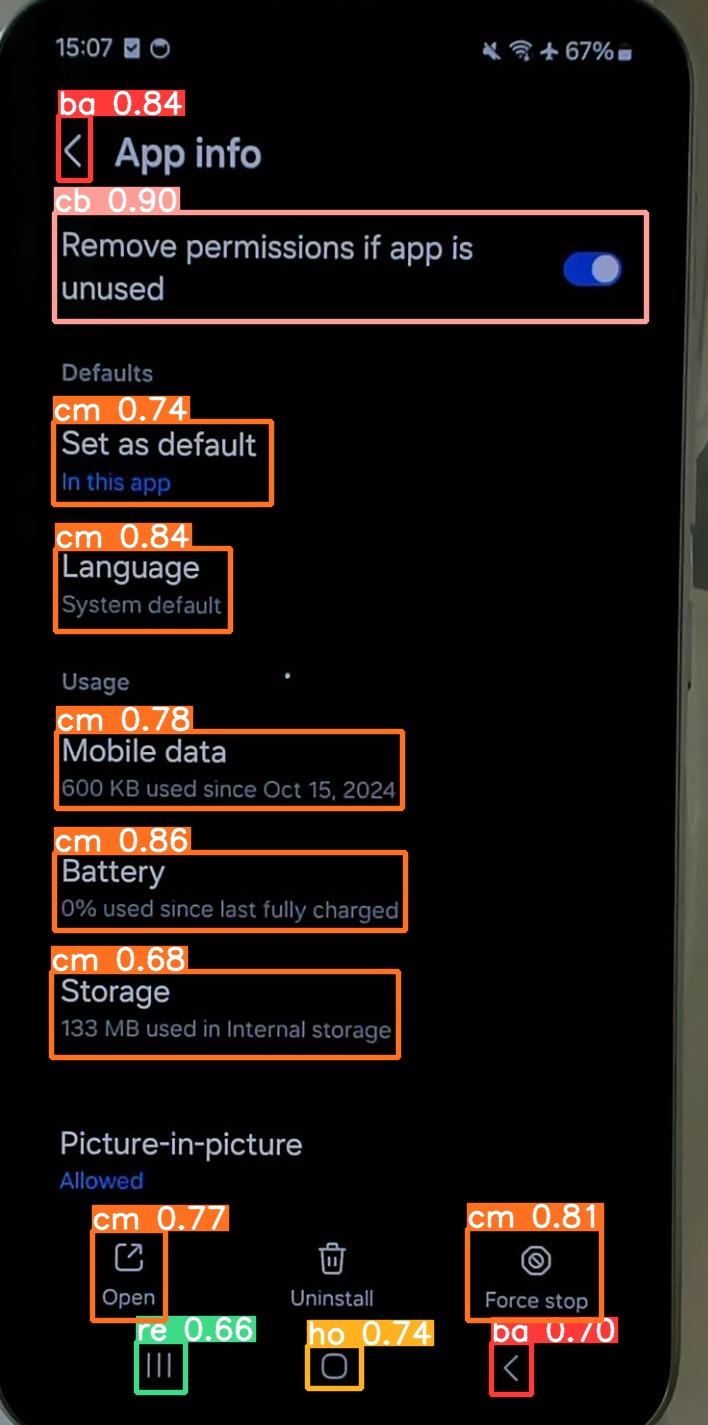 15:07
67%
ba 0.84
App info
cb 0.90
Remove permissions if app is
unused
Defaults
cm 0.74
Set as default
In this app
cm 0.84
Language
System default
Usage
cm 0.78
Mobile data
600 KB used since Oct 15, 2024
cm 0.86
Battery
0% used since last fully charged
cm 0.68
Storage
133 MB used in Internal storage
Picture-in-picture
Allowed
cm 0.77
cm 0.81
Open
Uninstall
Force stop
re 0.66
ho 0.74
ba 0.70